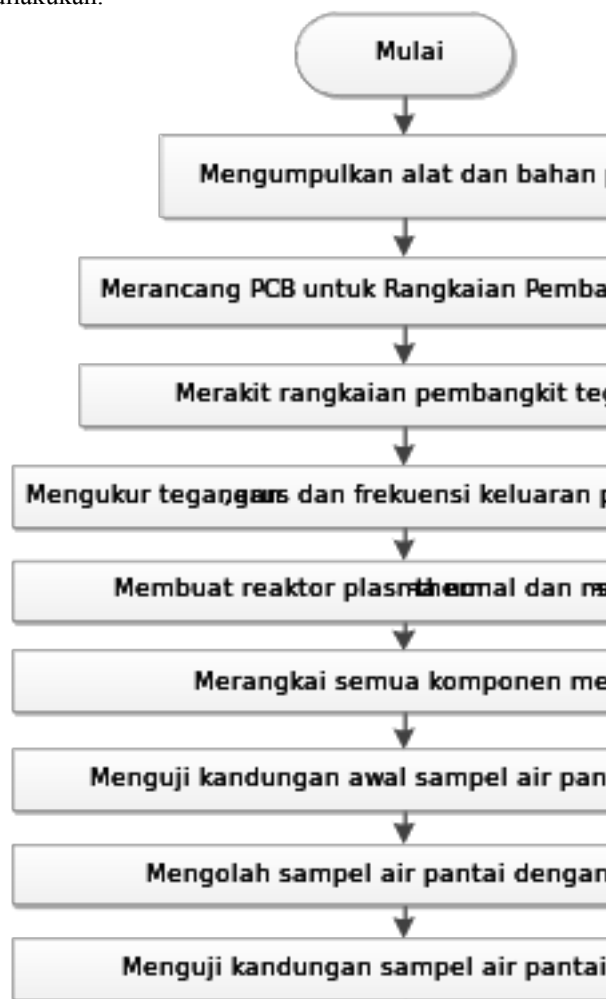 Mulai
Mengumpulkan alat dan bahan
Merancang PCB untuk Rangkaian
Merakit rangkaian pembangkit
Mengukur dan frekuensi keluaran
Membuat reaktor dan
Merangkai semua komponen
Menguji kandungan awal sampel air
Mengolah sampel air pantai dengan
Menguji kandungan sampel air pantai